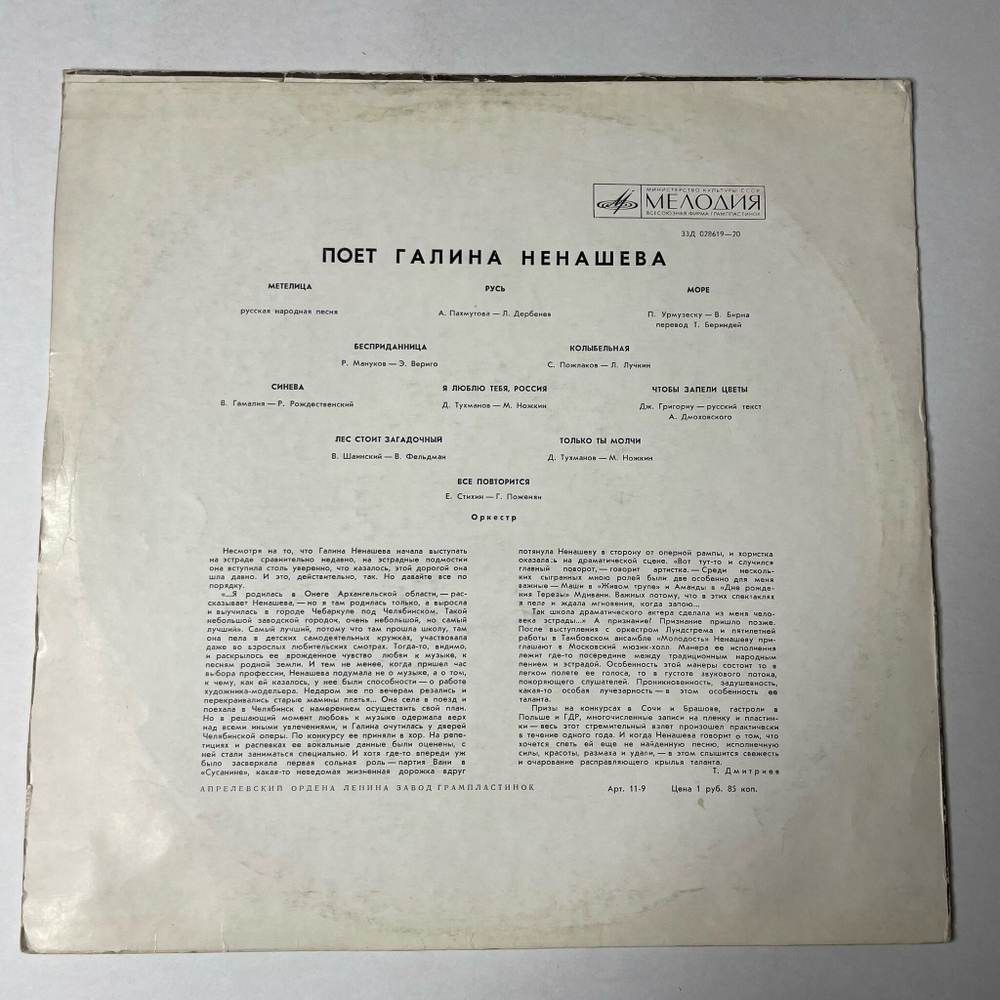 МИНИСТЕРСТВО КУЛЬТУРЫ СССР
МЕЛОДИЯ
ВСЕСОЮЗНАЯ ФИРМА ГРАМПЛАСТИНОК
33Д 028619—20
ПОЕТ ГАЛИНА НЕНАШЕВА
МЕТЕЛИЦА
русская народная песня
РУСЬ
А. Пахмутова — Л. Дербенев
МОРЕ
П. Урмузеску — В. Бирна
перевод Т. Бериндей
БЕСПРИДАННИЦА
Р. Мануков — Э. Вериго
КОЛЫБЕЛЬНАЯ
С. Пожлаков — Л. Лучкин
СИНЕВА
В. Гамалия — Р. Рождественский
Я ЛЮБЛЮ ТЕБЯ, РОССИЯ
Д. Тухманов — М. Ножкин
ЧТОБЫ ЗАПЕЛИ ЦВЕТЫ
Дж. Григориу — русский текст
А. Дмоховского
ЛЕС СТОИТ ЗАГАДОЧНЫЙ
В. Шаинский — В. Фельдман
ТОЛЬКО ТЫ МОЛЧИ
Д. Тухманов — М. Ножкин
ВСЕ ПОВТОРИТСЯ
Е. Стихин — Г. Поженян
Оркестр
Несмотря на то, что Галина Ненашева начала выступать
на эстраде сравнительно недавно, на эстрадные подмостки
она вступила столь уверенно, что казалось, этой дорогой она
шла давно. И это, действительно, так. Но давайте все по
порядку.
«...Я родилась в Онеге Архангельской области, — рас-
сказывает Ненашева, — но я там родилась только, а выросла
и выучилась в городе Чебаркуле под Челябинском. Такой
небольшой заводской городок, очень небольшой, но самый
лучший». Самый лучший, потому что там прошла школу, там
она пела в детских самодеятельных кружках, участвовала
даже во взрослых любительских смотрах. Тогда-то, видимо,
и раскрылось ее врожденное чувство любви к музыке, к
песням родной земли. И тем не менее, когда пришел час
выбора профессии, Ненашева подумала не о музыке, а о том,
к чему, как ей казалось, у нее были способности — о работе
художника-модельера. Недаром же по вечерам резались и
перекраивались старые мамины платья... Она села в поезд и
поехала в Челябинск с намерением осуществить свой план.
Но в решающий момент любовь к музыке одержала верх
над всеми иными увлечениями, и Галина очутилась у дверей
Челябинской оперы. По конкурсу ее приняли в хор. На репе-
тициях и распевках ее вокальные данные были оценены, с
ней стали заниматься специально. И хотя где-то впереди уж
было засверкала первая сольная роль — партия Вани в
«Сусанине», какая-то неведомая жизненная дорожка вдруг
потянула Ненашеву в сторону от оперной рампы, и хористка
оказалась на драматической сцене. «Вот тут-то и случился
главный поворот, — говорит артистка. — Среди несколь-
ких сыгранных мною ролей были две особенно для меня
важные — Маши в «Живом трупе» и Аманды в «Дне рожде-
ния Терезы» Мдивани. Важных потому, что в этих спектаклях
я пела и ждала мгновения, когда запою...
Так школа драматического актера сделала из меня чело-
века эстрады...» А признание? Признание пришло позже.
После выступления с оркестром Лундстрема и пятилетней
работы в Тамбовском ансамбле «Молодость» Ненашеву при-
глашают в Московский мюзик-холл. Манера ее исполнения
лежит где-то посередине между традиционным народным
пением и эстрадой. Особенность этой манеры состоит то в
легком полете ее голоса, то в густоте звукового потока,
покоряющего слушателей. Проникновенность, задушевность,
какая-то особая лучезарность — в этом особенность ее
таланта.
Призы на конкурсах в Сочи и Брашове, гастроли в
Польше и ГДР, многочисленные записи на пленку и пластин-
ки — весь этот стремительный взлет произошел практически
в течение одного года. И когда Ненашева говорит о том, что
хочется спеть ей еще не найденную песню, исполненную
силы, красоты, размаха и удали, — в этом слышится свежесть
и очарование расправляющего крылья таланта.
Т. Дмитриев
АПРЕЛЕВСКИЙ ОРДЕНА ЛЕНИНА ЗАВОД ГРАМПЛАСТИНОК
Арт. 11-9
Цена 1 руб. 85 коп.